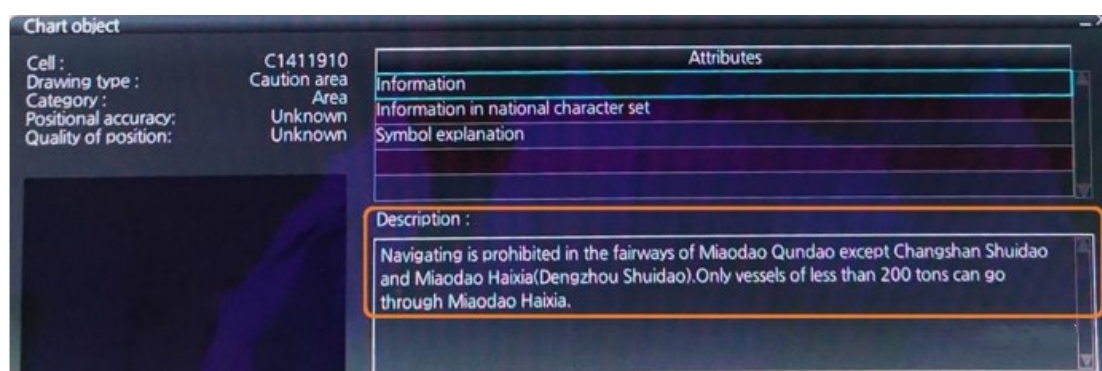 Chart object
Cell : C1411910
Drawing type : Caution area
Category : Area
Positional accuracy: Unknown
Quality of position: Unknown
Attributes
Information
Information in national character set
Symbol explanation
Description :
Navigating is prohibited in the fairways of Miaodao Qundao except Changshan Shuidao
and Miaodao Haixia(Dengzhou Shuidao).Only vessels of less than 200 tons can go
through Miaodao Haixia.